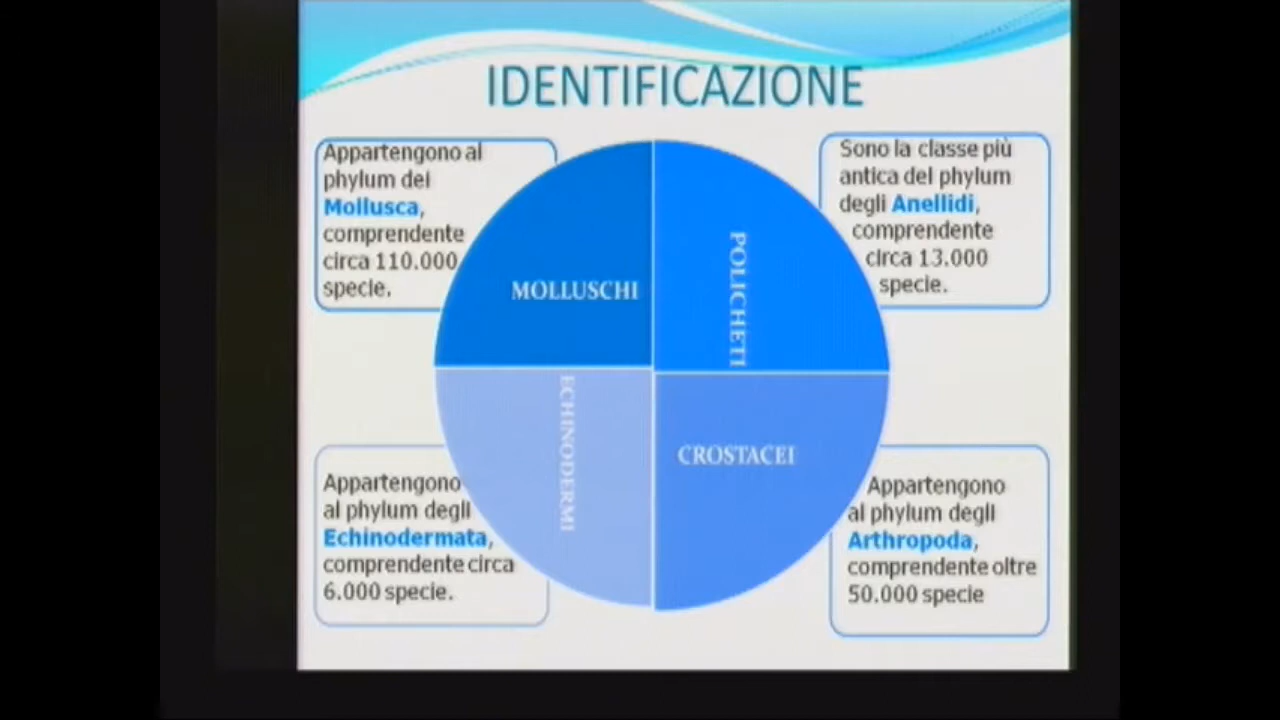 IDENTIFICAZIONE
Appartengono al
phylum dei
Mollusca,
comprendente
circa 110.000
specie.
MOLLUSCHI
POLICHETI
Sono la classe più
antica del phylum
degli Anellidi,
comprendente
circa 13.000
specie.
Appartengono
al phylum degli
Echinodermata,
comprendente circa
6.000 specie.
ECHINODERMI
CROSTACEI
Appartengono
al phylum degli
Arthropoda,
comprendente oltre
50.000 specie